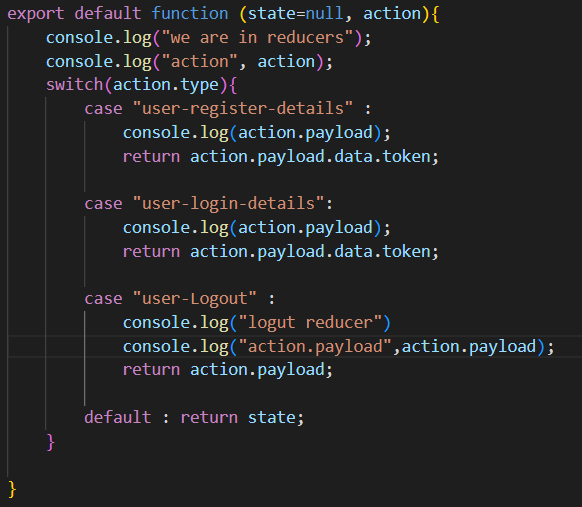 export default function (state=null, action){
console.log("we are in reducers");
console.log("action", action);
switch(action.type){
case "user-register-details" :
console.log(action.payload);
return action.payload.data.token;
case "user-login-details":
console.log(action.payload);
return action.payload.data.token;
case "user-Logout" :
console.log("logut reducer")
console.log("action.payload",action.payload);
return action.payload;
default : return state;
}
}